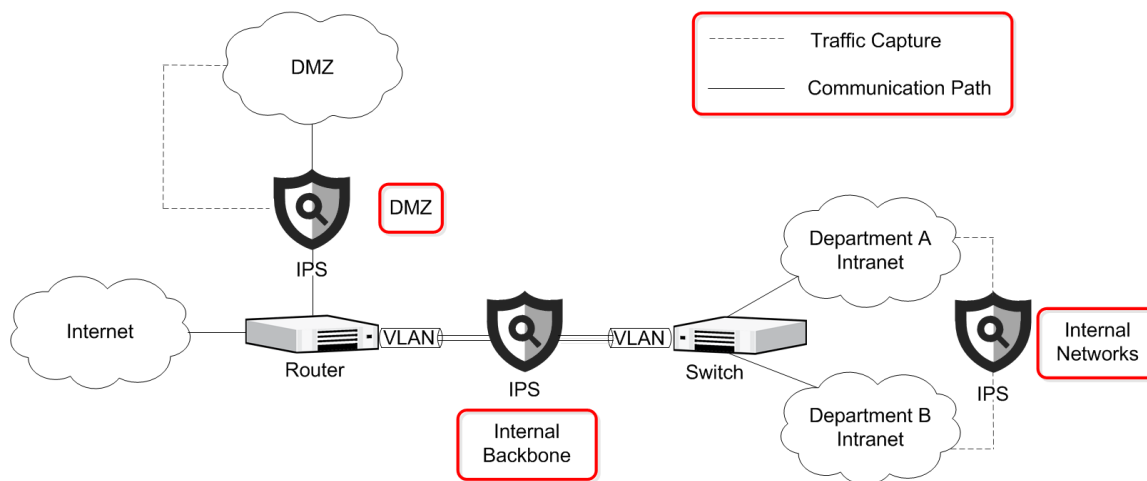 DMZ
Traffic Capture
Communication Path
DMZ
IPS
Department A
Intranet
Internet
Router
VLAN
IPS
VLAN
Switch
Internal
Networks
IPS
Internal
Backbone
Department B
Intranet